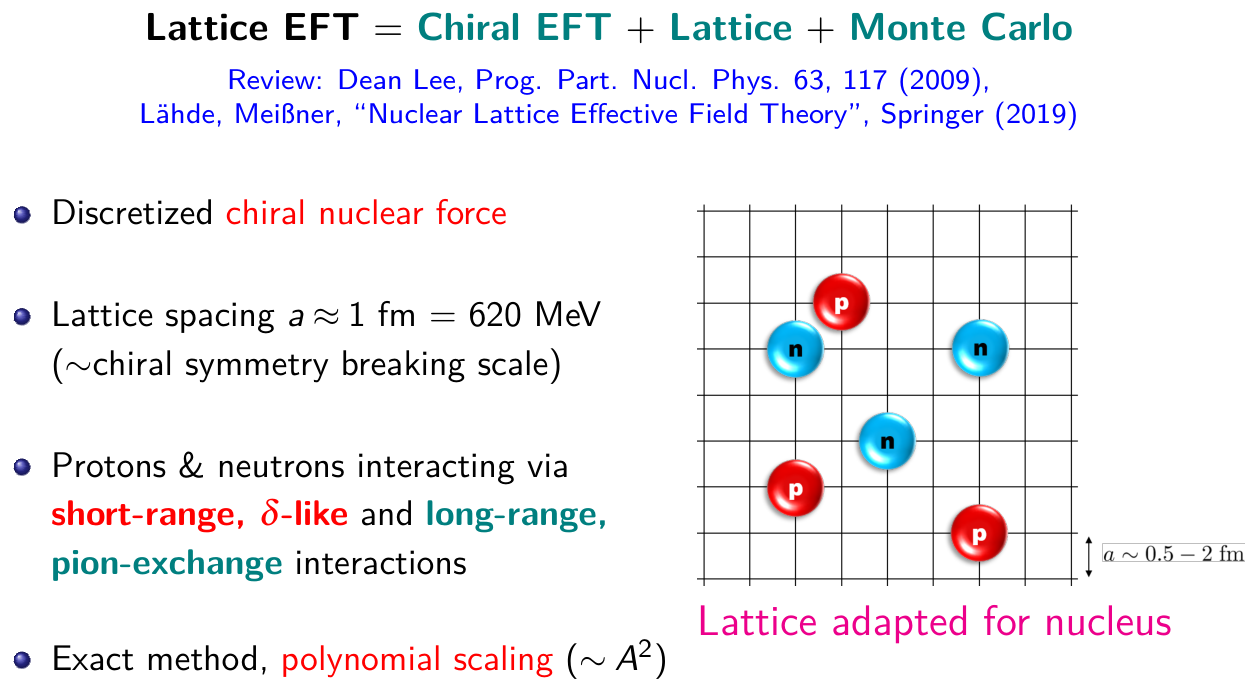 Lattice EFT = Chiral EFT + Lattice + Monte Carlo
Review: Dean Lee, Prog. Part. Nucl. Phys. 63, 117 (2009),
Lähde, Meißner, “Nuclear Lattice Effective Field Theory”, Springer (2019)
Discretized chiral nuclear force
Lattice spacing a ≈ 1 fm = 620 MeV
(∼chiral symmetry breaking scale)
Protons & neutrons interacting via
short-range, δ-like and long-range,
pion-exchange interactions
Exact method, polynomial scaling (∼ A²)
p
n
n
n
p
p
a ∼ 0.5 − 2 fm
Lattice adapted for nucleus